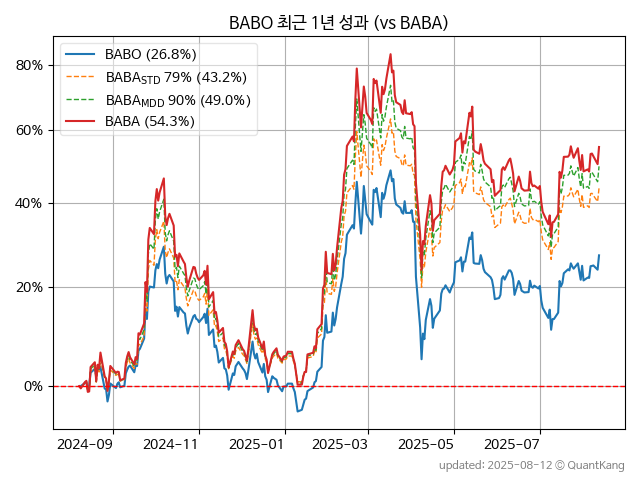 BABO 최근 1년 성과 (vs BABA)
BABO (26.8%)
BABA_STD 79% (43.2%)
BABA_MDD 90% (49.0%)
BABA (54.3%)
80%
60%
40%
20%
0%
2024-09 2024-11 2025-01 2025-03 2025-05 2025-07
updated: 2025-08-12 © QuantKang